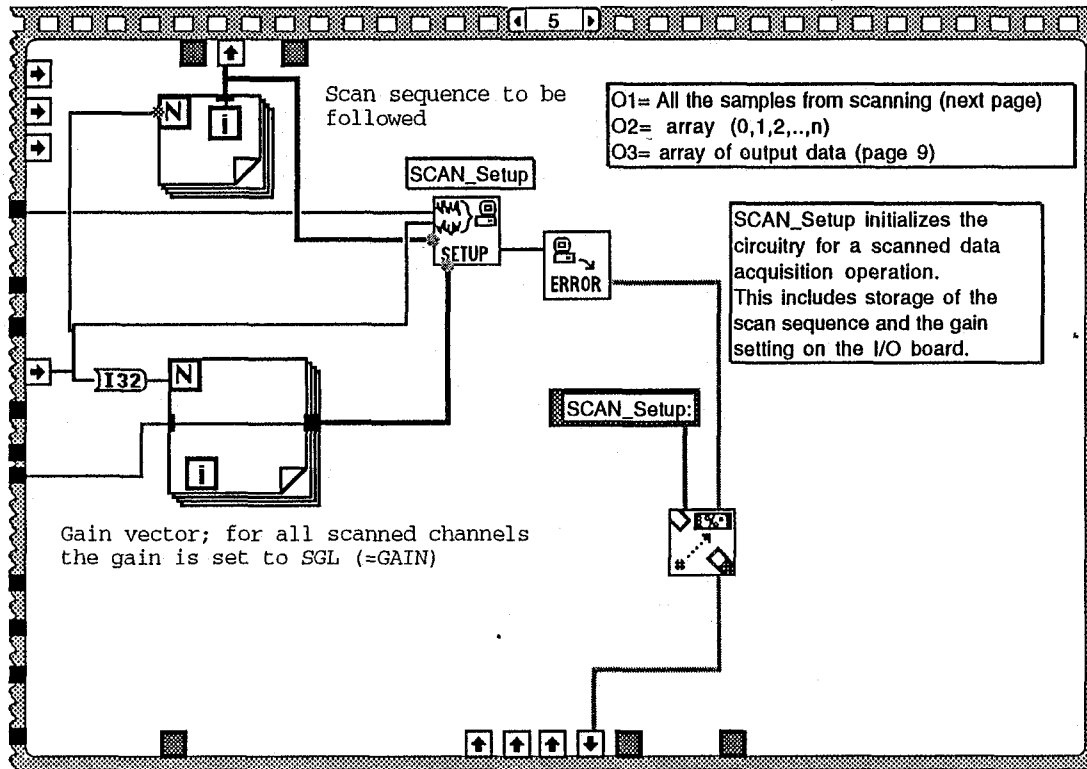 5
N
i
Scan sequence to be
followed
O1= All the samples from scanning (next page)
O2= array (0,1,2,..,n)
O3= array of output data (page 9)
SCAN_Setup
SETUP
ERROR
SCAN_Setup initializes the
circuitry for a scanned data
acquisition operation.
This includes storage of the
scan sequence and the gain
setting on the I/O board.
I32
N
i
SCAN_Setup:
Gain vector; for all scanned channels
the gain is set to SGL (=GAIN)
#